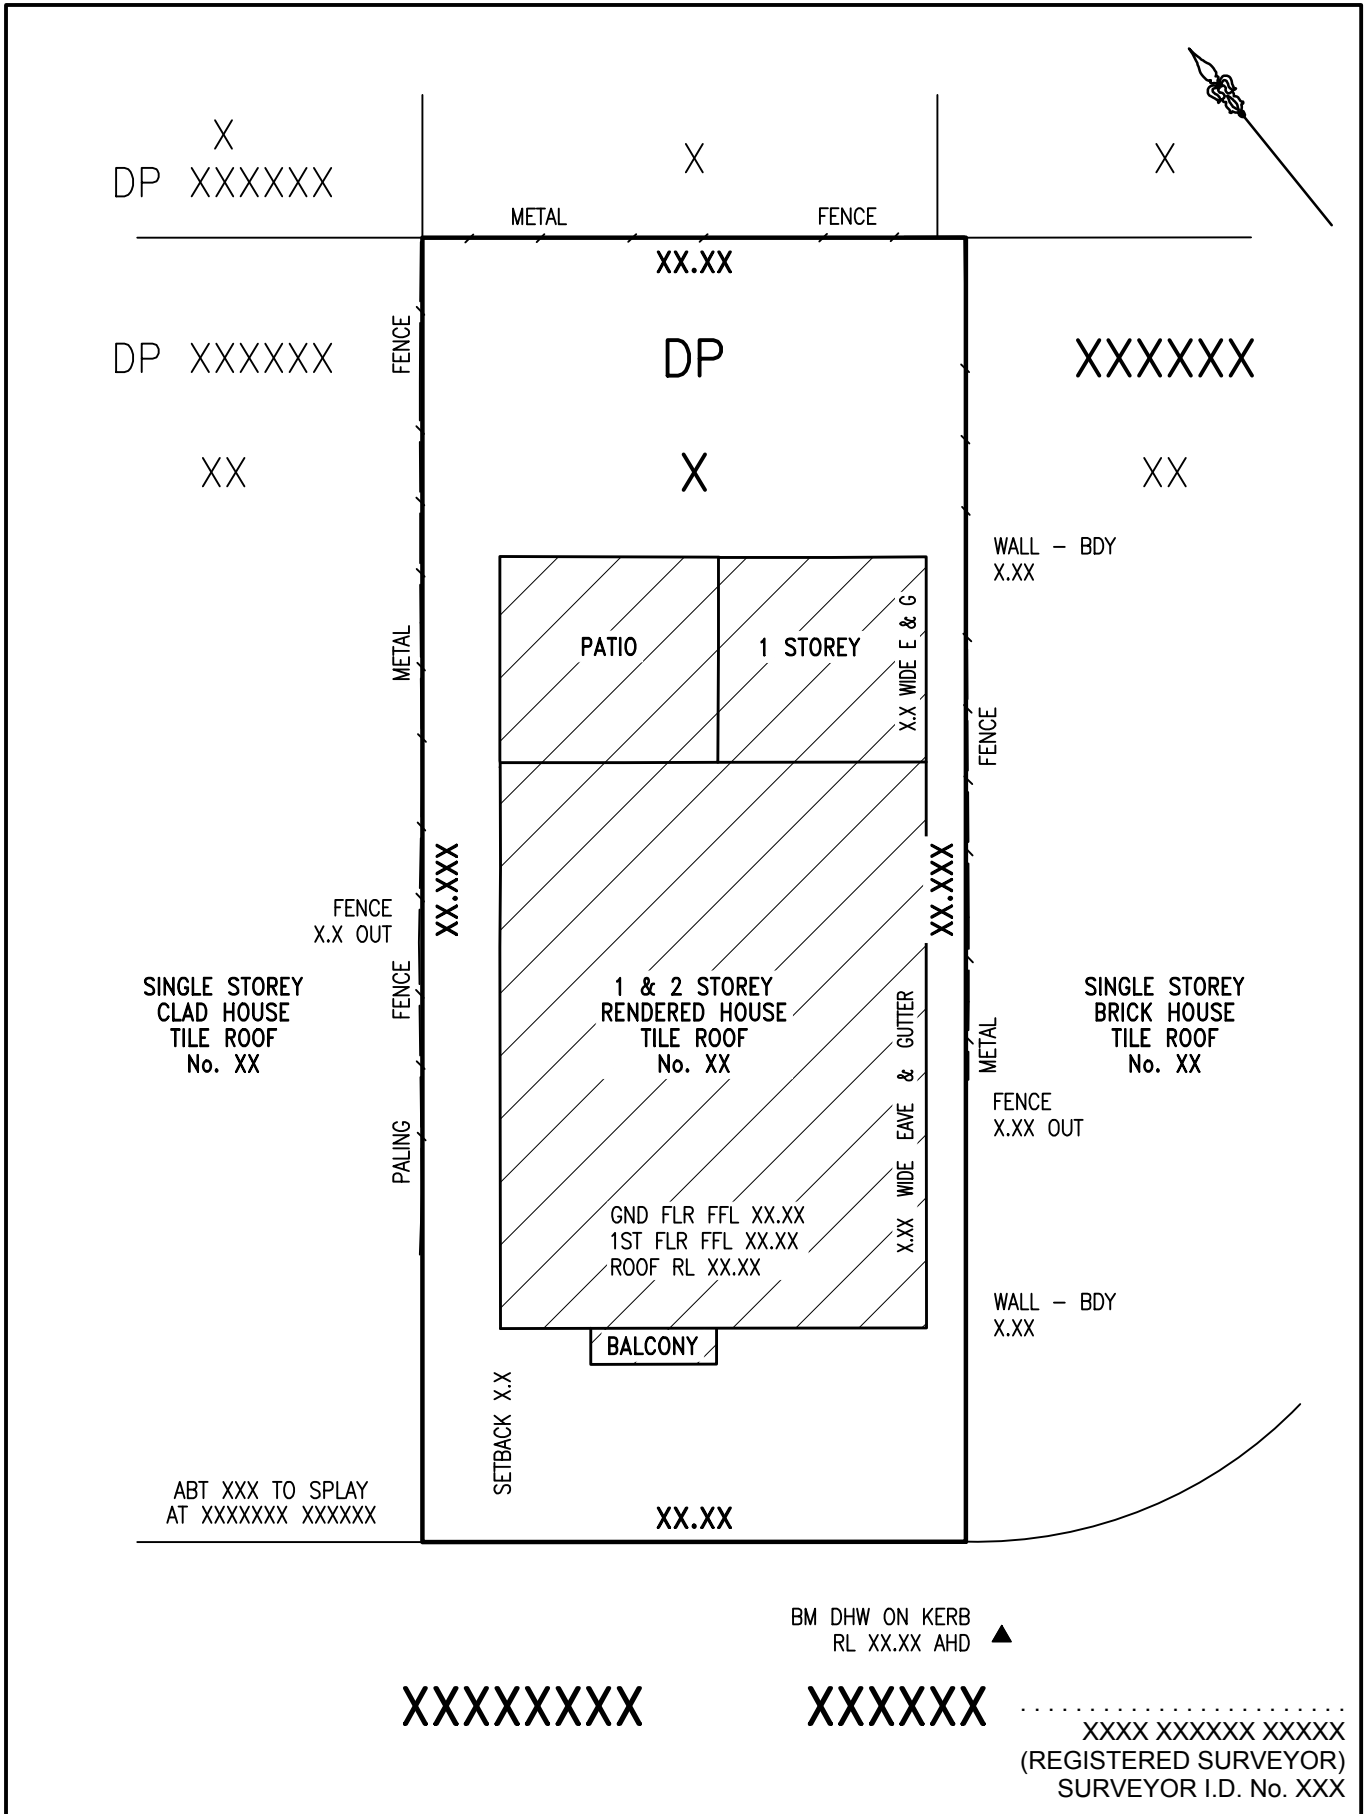 X
DP XXXXXX
X
X
METAL FENCE
XX.XX
FENCE
DP XXXXXX
DP XXXXXX
XX
X
XX
WALL – BDY
X.XX
METAL
PATIO
1 STOREY
X.X WIDE E & G
FENCE
XX.XXX
XX.XXX
FENCE
X.X OUT
FENCE
SINGLE STOREY
CLAD HOUSE
TILE ROOF
No. XX
1 & 2 STOREY
RENDERED HOUSE
TILE ROOF
No. XX
X.XX WIDE EAVE & GUTTER
METAL
SINGLE STOREY
BRICK HOUSE
TILE ROOF
No. XX
FENCE
X.XX OUT
PALING
GND FLR FFL XX.XX
1ST FLR FFL XX.XX
ROOF RL XX.XX
WALL – BDY
X.XX
BALCONY
SETBACK X.X
ABT XXX TO SPLAY
AT XXXXXXX XXXXXX
XX.XX
BM DHW ON KERB
RL XX.XX AHD
XXXXXXXX XXXXXX
XXXX XXXXXX XXXXX
(REGISTERED SURVEYOR)
SURVEYOR I.D. No. XXX